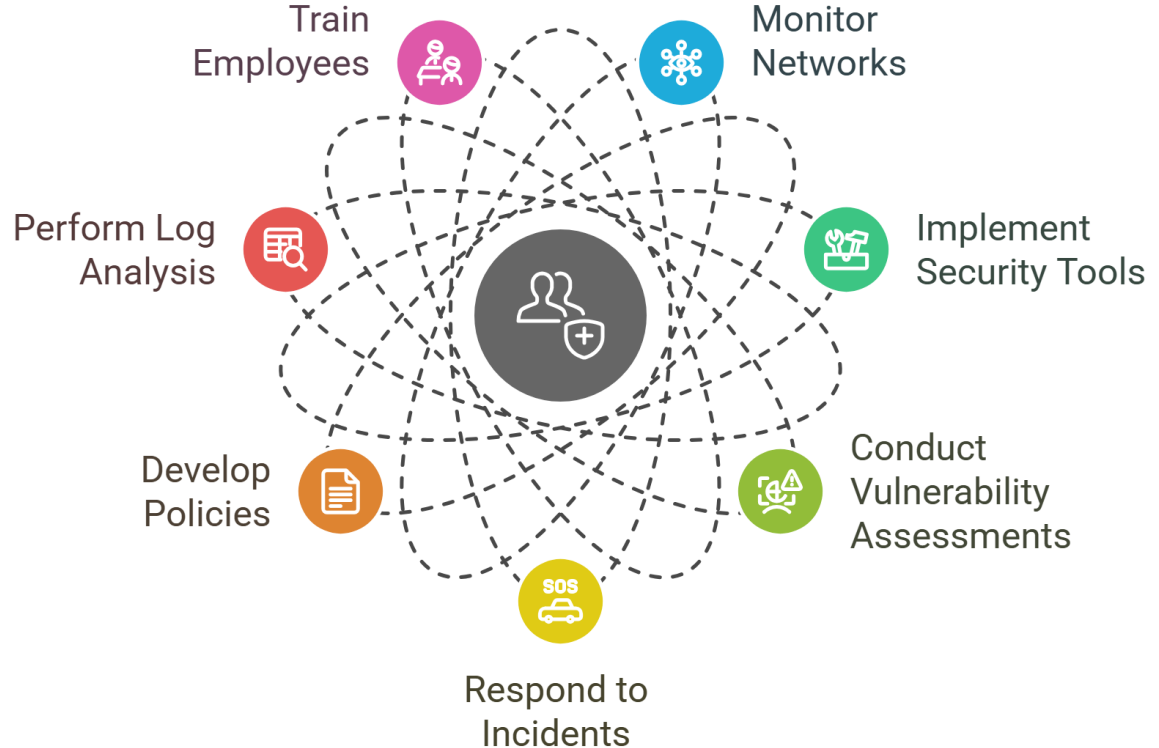 Train
Employees
Monitor
Networks
Perform Log
Analysis
Implement
Security Tools
Develop
Policies
Conduct
Vulnerability
Assessments
SOS
Respond to
Incidents